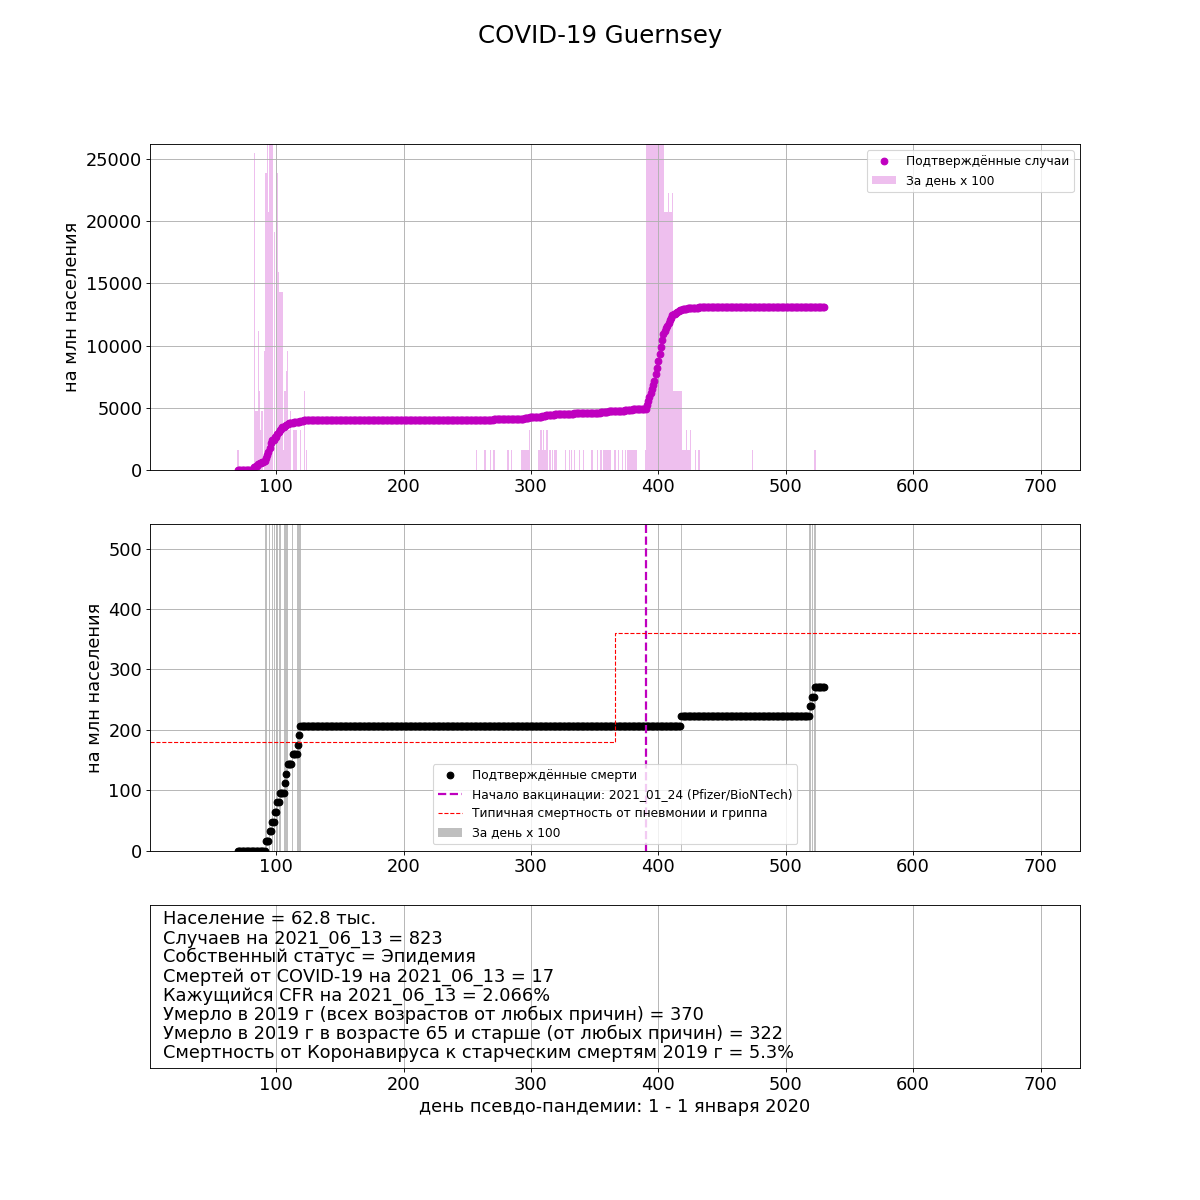 COVID-19 Guernsey
25000
20000
15000
10000
5000
0
на млн населения
Подтверждённые случаи
За день x 100
100 200 300 400 500 600 700
500
400
300
200
100
0
на млн населения
Подтверждённые смерти
Начало вакцинации: 2021_01_24 (Pfizer/BioNTech)
Типичная смертность от пневмонии и гриппа
За день x 100
100 200 300 400 500 600 700
Население = 62.8 тыс.
Случаев на 2021_06_13 = 823
Собственный статус = Эпидемия
Смертей от COVID-19 на 2021_06_13 = 17
Кажущийся CFR на 2021_06_13 = 2.066%
Умерло в 2019 г (всех возрастов от любых причин) = 370
Умерло в 2019 г в возрасте 65 и старше (от любых причин) = 322
Смертность от Коронавируса к старческим смертям 2019 г = 5.3%
100 200 300 400 500 600 700
день псевдо-пандемии: 1 - 1 января 2020